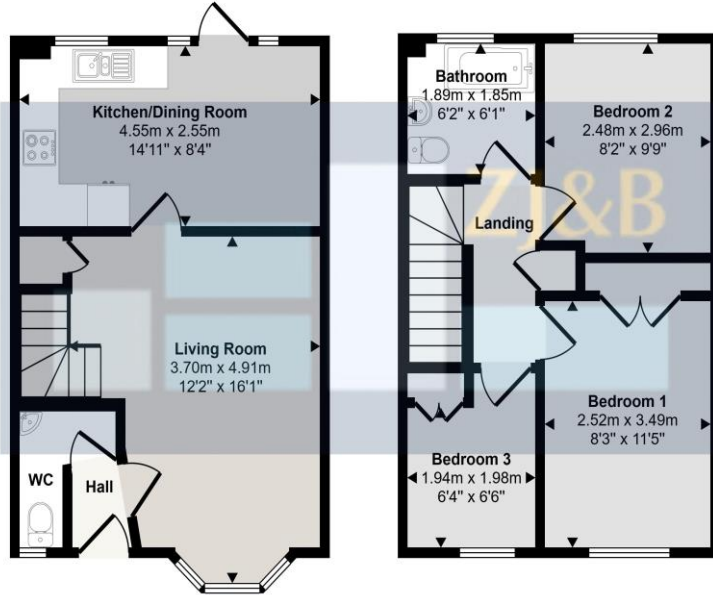 Kitchen/Dining Room
4.55m x 2.55m
14'11" x 8'4"
Living Room
3.70m x 4.91m
12'2" x 16'1"
WC
Hall
Bathroom
1.89m x 1.85m
6'2" x 6'1"
Bedroom 2
2.48m x 2.96m
8'2" x 9'9"
ZJ&B
Landing
Bedroom 1
2.52m x 3.49m
8'3" x 11'5"
Bedroom 3
1.94m x 1.98m
6'4" x 6'6"